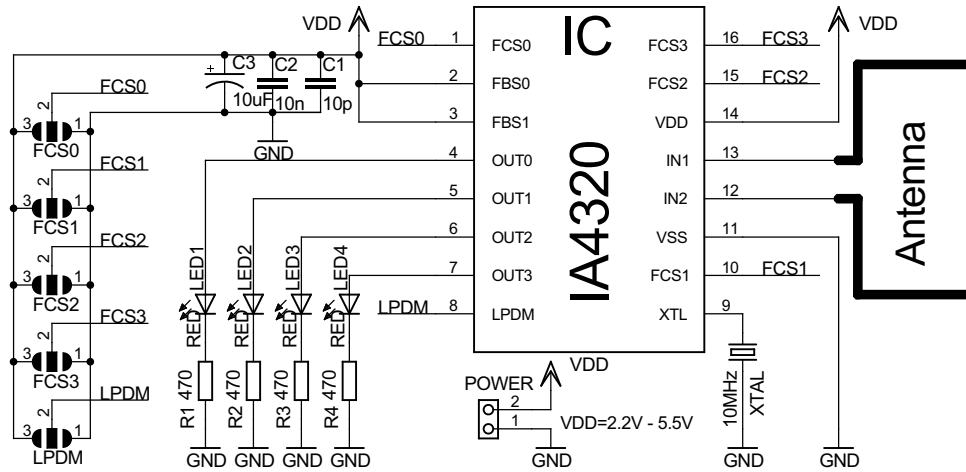 VDD
FCS0
1
FCS0
IC
FCS3
16
FCS3
VDD
C3
C2
C1
+
10uF
10n
10p
2
FBS0
FCS2
15
FCS2
FCS0
2
3
1
FCS0
3
FBS1
VDD
14
GND
4
OUT0
IN1
13
FCS1
2
3
1
FCS1
5
OUT1
IN2
12
6
OUT2
VSS
11
FCS2
2
3
1
FCS2
7
OUT3
FCS1
10
FCS1
LPDM
8
LPDM
XTL
9
IA4320
Antenna
LED1
LED2
LED3
LED4
RED
RED
RED
RED
FCS3
2
3
1
FCS3
R1 470
R2 470
R3 470
R4 470
VDD
POWER
2
1
VDD=2.2V - 5.5V
10MHz
XTAL
LPDM
2
3
1
LPDM
GND
GND
GND
GND
GND
GND
GND